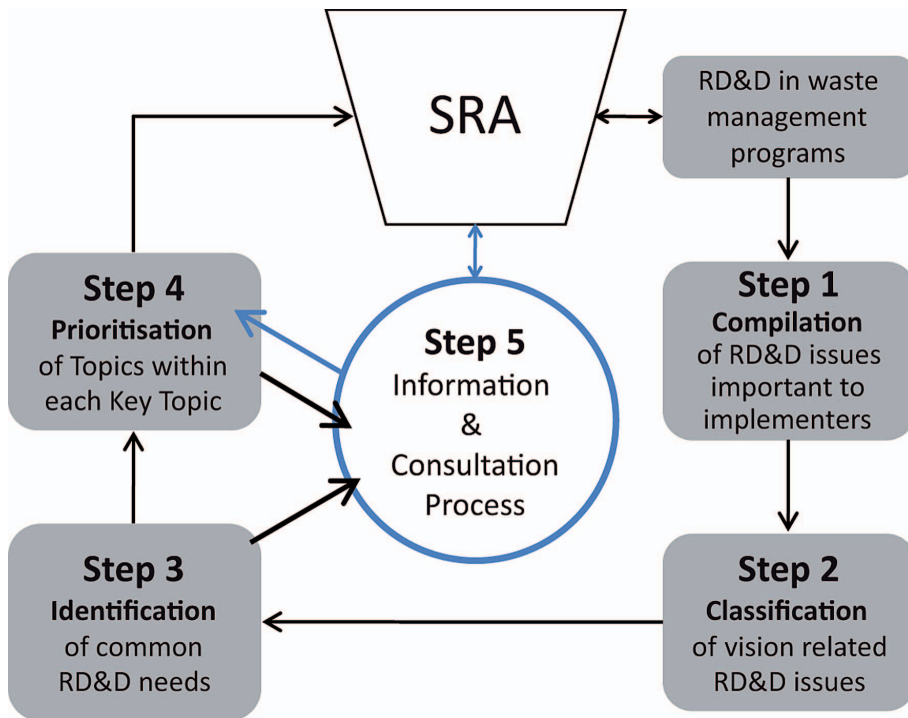 SRA
RD&D in waste
management
programs
Step 1
Compilation
of RD&D issues
important to
implementers
Step 2
Classification
of vision related
RD&D issues
Step 3
Identification
of common
RD&D needs
Step 4
Prioritisation
of Topics within
each Key Topic
Step 5
Information
&
Consultation
Process